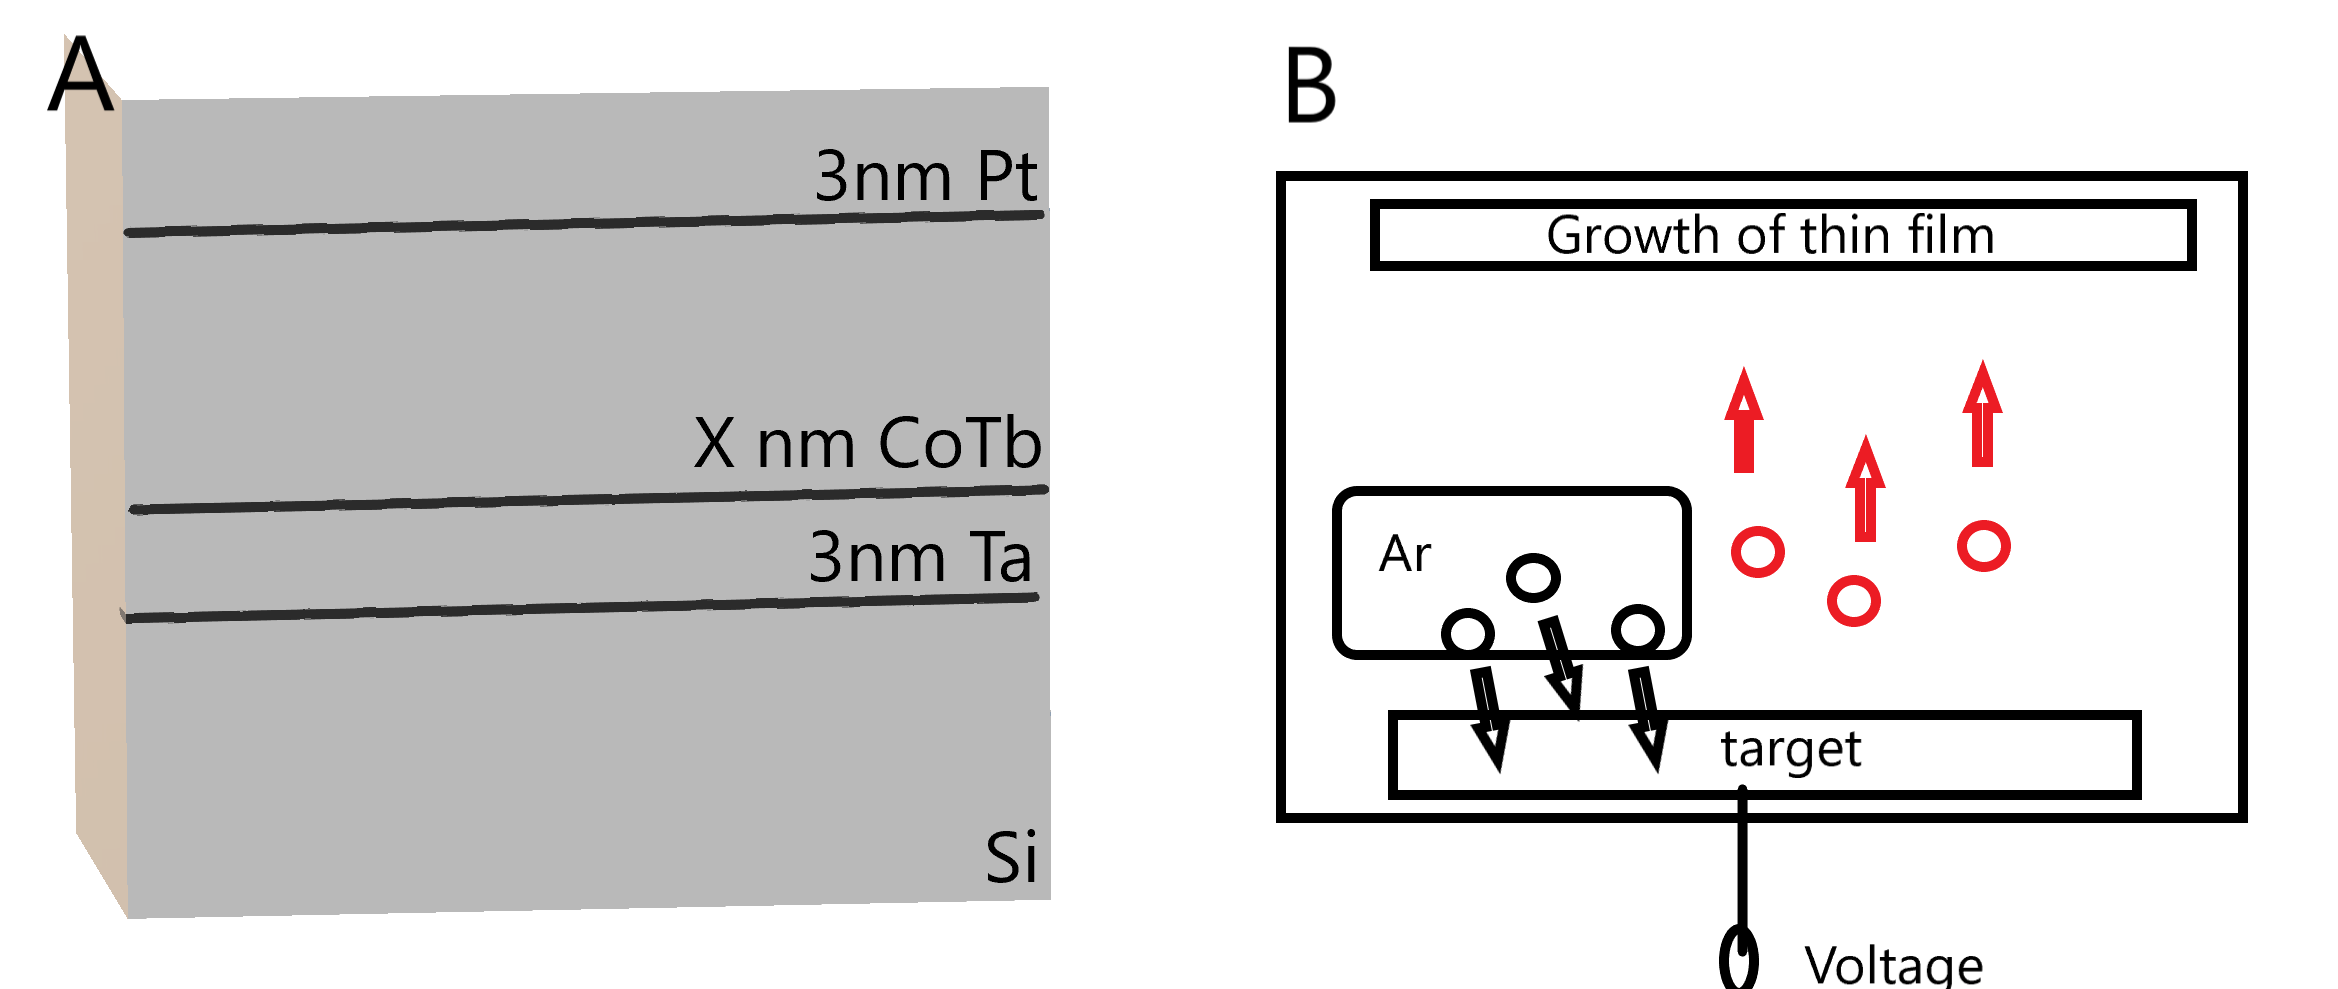 A
3nm Pt
X nm CoTb
3nm Ta
Si
B
Growth of thin film
Ar
target
Voltage